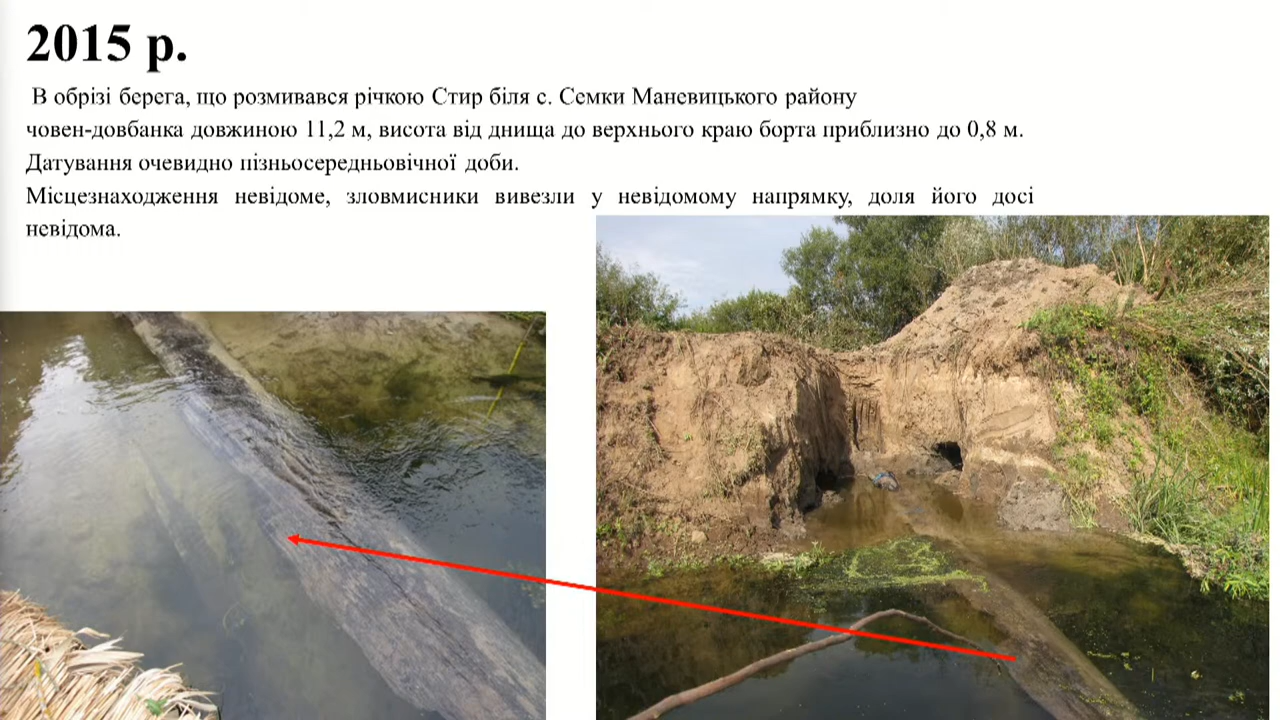 2015 р.
В обрізі берега, що розмивався річкою Стир біля с. Семки Маневицького району
човен-довбанка довжиною 11,2 м, висота від днища до верхнього краю борта приблизно до 0,8 м.
Датування очевидно пізньосередньовічної доби.
Місцезнаходження невідоме, зловмисники вивезли у невідомому напрямку, доля його досі
невідома.